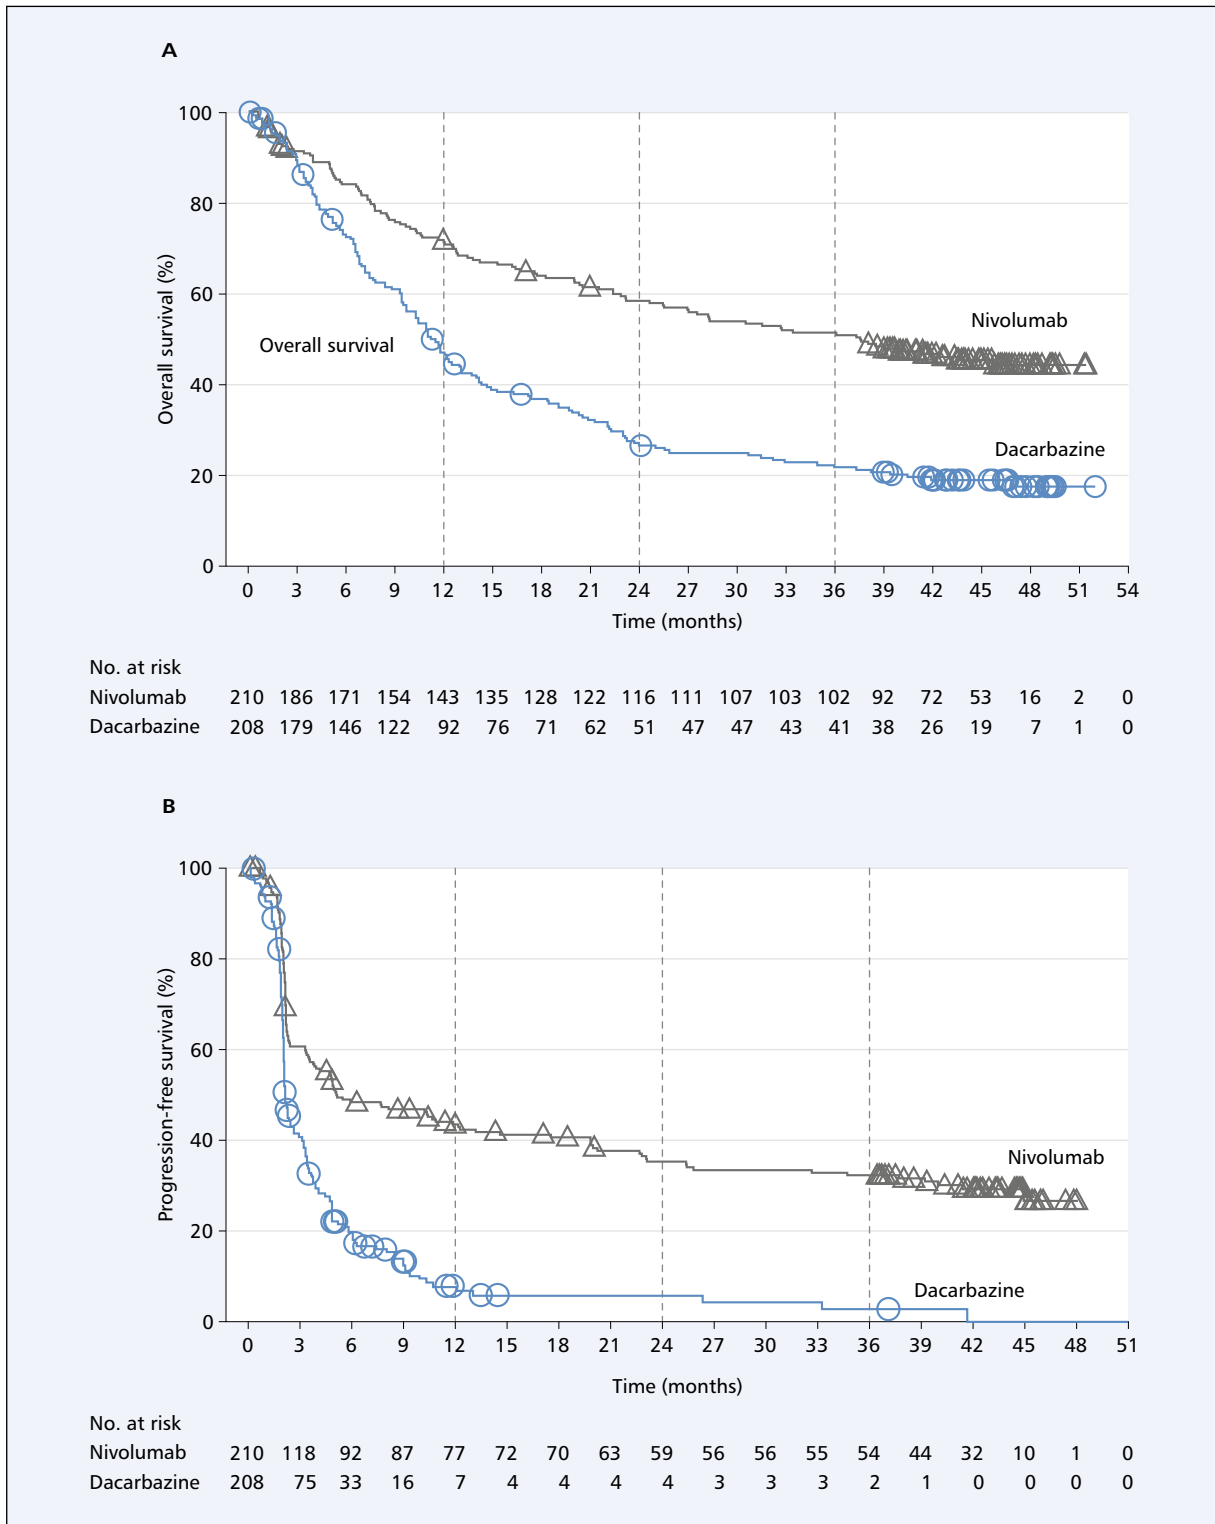 A
100
80
60
40
20
0
Overall survival (%)
Overall survival
Nivolumab
Dacarbazine
0 3 6 9 12 15 18 21 24 27 30 33 36 39 42 45 48 51 54
Time (months)
No. at risk
Nivolumab 210 186 171 154 143 135 128 122 116 111 107 103 102 92 72 53 16 2 0
Dacarbazine 208 179 146 122 92 76 71 62 51 47 47 43 41 38 26 19 7 1 0
B
100
80
60
40
20
0
Progression-free survival (%)
Nivolumab
Dacarbazine
0 3 6 9 12 15 18 21 24 27 30 33 36 39 42 45 48 51
Time (months)
No. at risk
Nivolumab 210 118 92 87 77 72 70 63 59 56 56 55 54 44 32 10 1 0
Dacarbazine 208 75 33 16 7 4 4 4 4 3 3 3 2 1 0 0 0 0